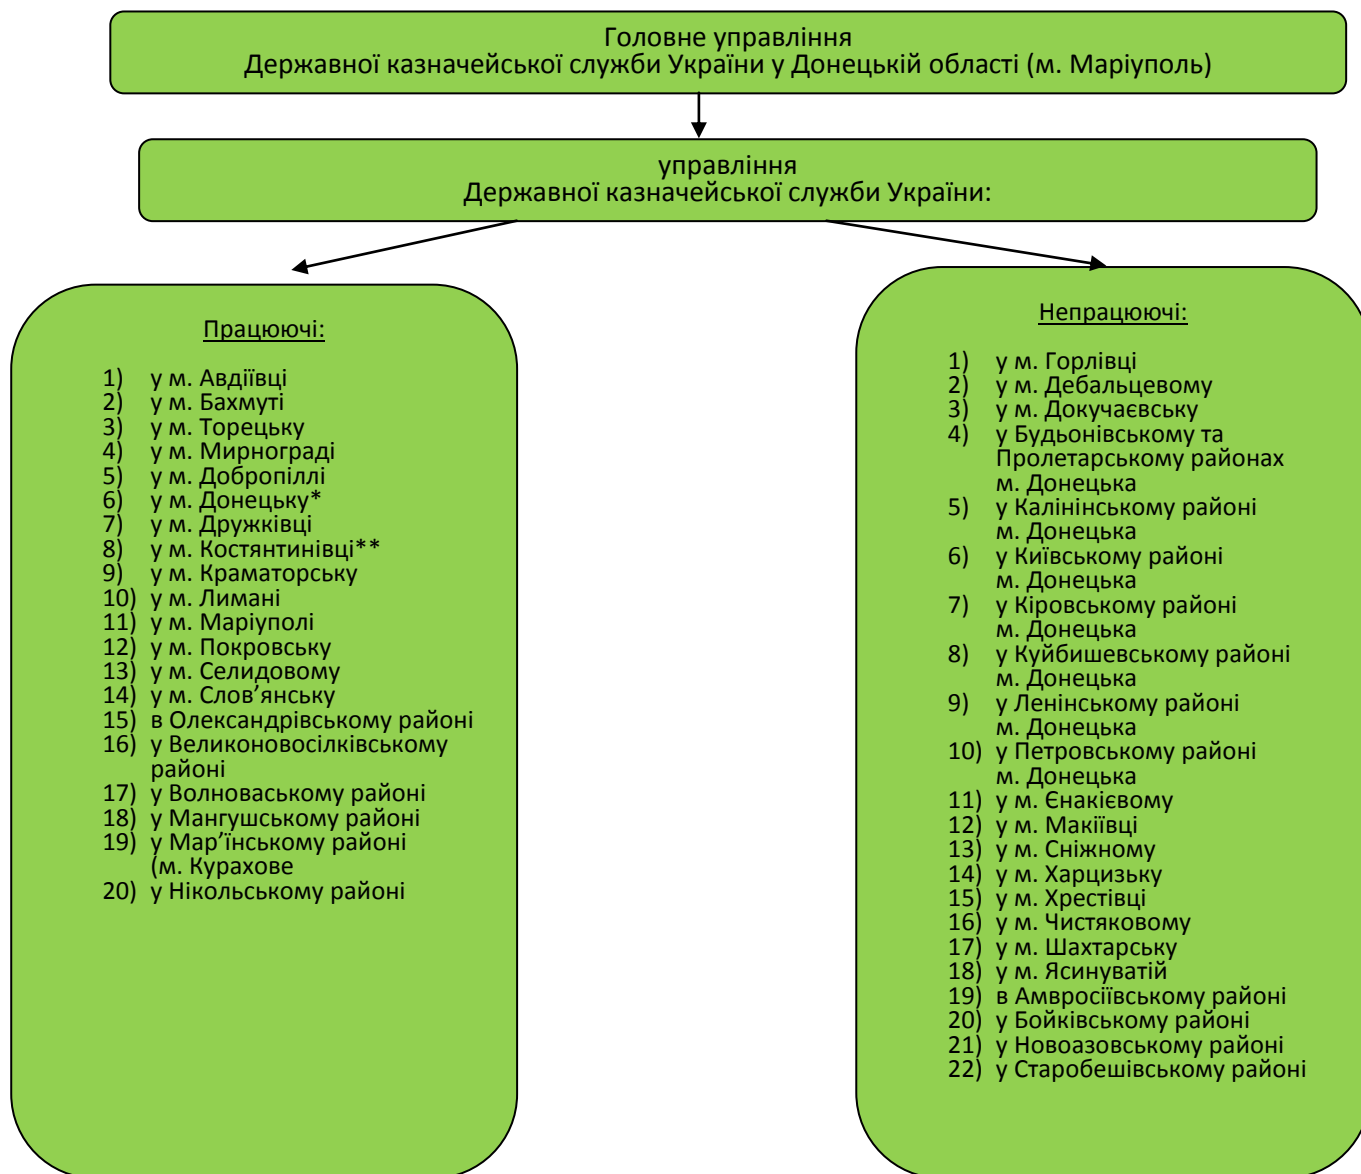 Головне управління
Державної казначейської служби України у Донецькій області (м. Маріуполь)
управління
Державної казначейської служби України:
Працюючі:
1) у м. Авдіївці
2) у м. Бахмуті
3) у м. Торецьку
4) у м. Мирнограді
5) у м. Добропіллі
6) у м. Донецьку*
7) у м. Дружківці
8) у м. Костянтинівці**
9) у м. Краматорську
10) у м. Лимані
11) у м. Маріуполі
12) у м. Покровську
13) у м. Селидовому
14) у м. Слов’янську
15) в Олександрівському районі
16) у Великоновосілківському
районі
17) у Волноваському районі
18) у Мангушському районі
19) у Мар’їнському районі
(м. Курахове
20) у Нікольському районі
Непрацюючі:
1) у м. Горлівці
2) у м. Дебальцевому
3) у м. Докучаєвську
4) у Будьонівському та
Пролетарському районах
м. Донецька
5) у Калінінському районі
м. Донецька
6) у Київському районі
м. Донецька
7) у Кіровському районі
м. Донецька
8) у Куйбишевському районі
м. Донецька
9) у Ленінському районі
м. Донецька
10) у Петровському районі
м. Донецька
11) у м. Єнакієвому
12) у м. Макіївці
13) у м. Сніжному
14) у м. Харцизьку
15) у м. Хрестівці
16) у м. Чистяковому
17) у м. Шахтарську
18) у м. Ясинуватій
19) в Амвросіївському районі
20) у Бойківському районі
21) у Новоазовському районі
22) у Старобешівському районі